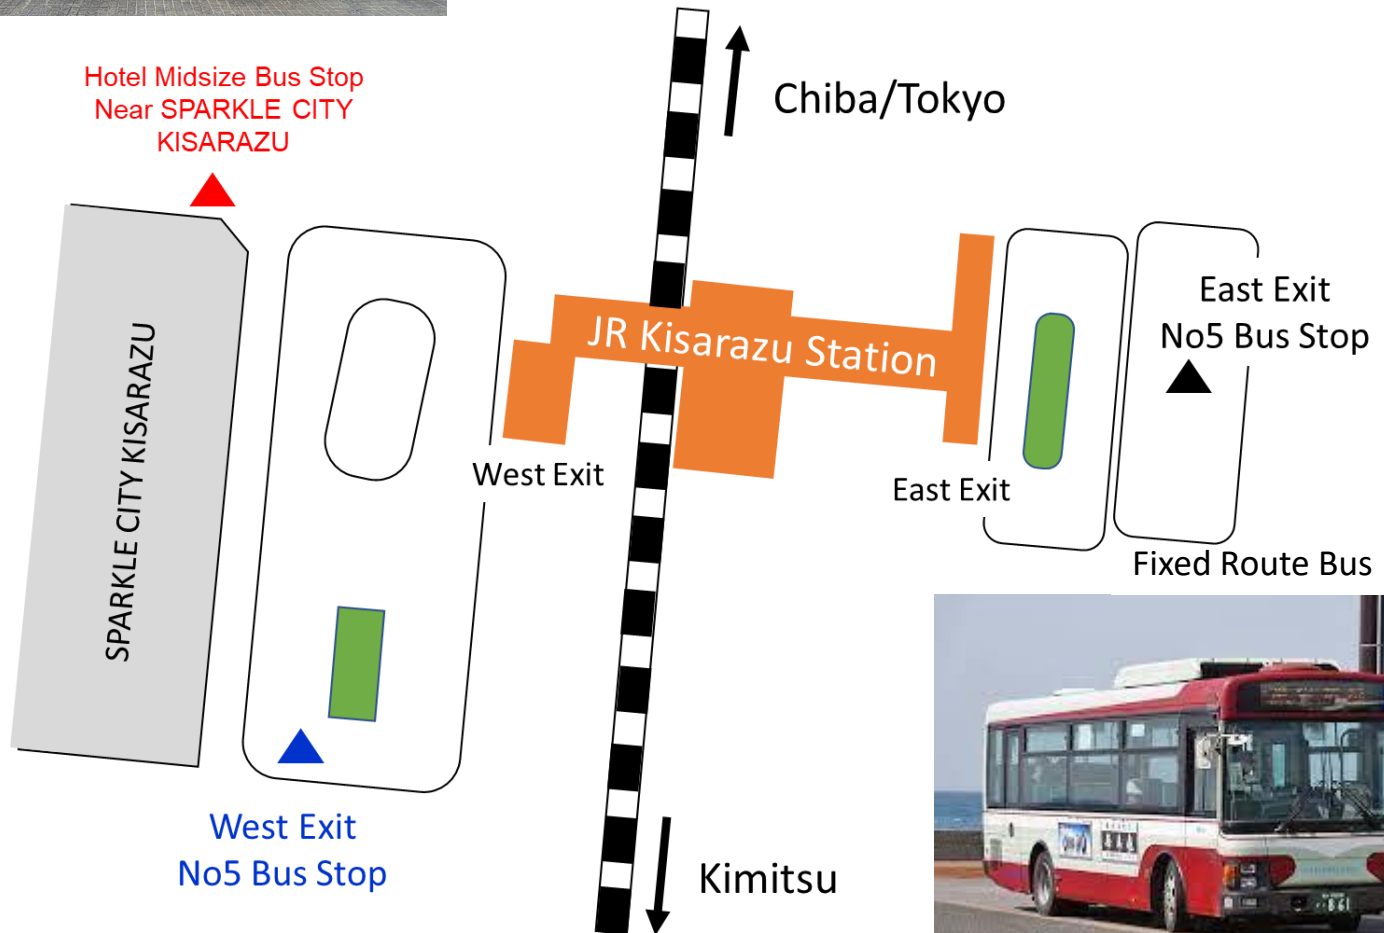 Hotel Midsize Bus Stop
Near SPARKLE CITY
KISARAZU
Chiba/Tokyo
SPARKLE CITY KISARAZU
JR Kisarazu Station
West Exit
East Exit
East Exit
No5 Bus Stop
Fixed Route Bus
West Exit
No5 Bus Stop
Kimitsu
861